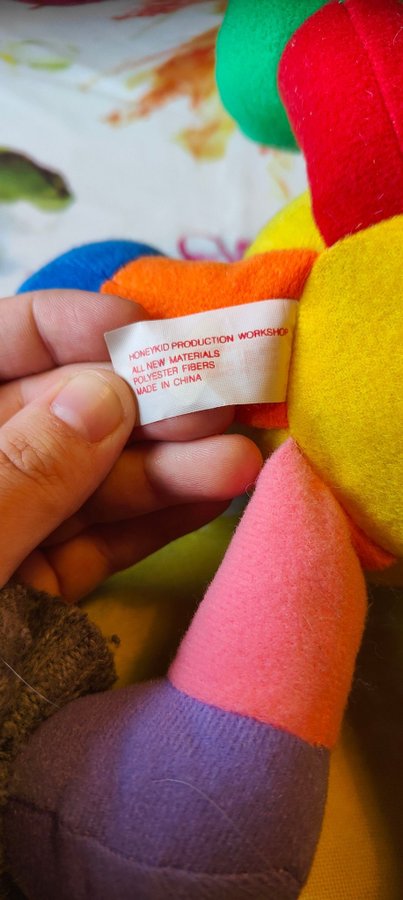 HONEYKID PRODUCTION WORKSHOP
ALL NEW MATERIALS
POLYESTER FIBERS
MADE IN CHINA